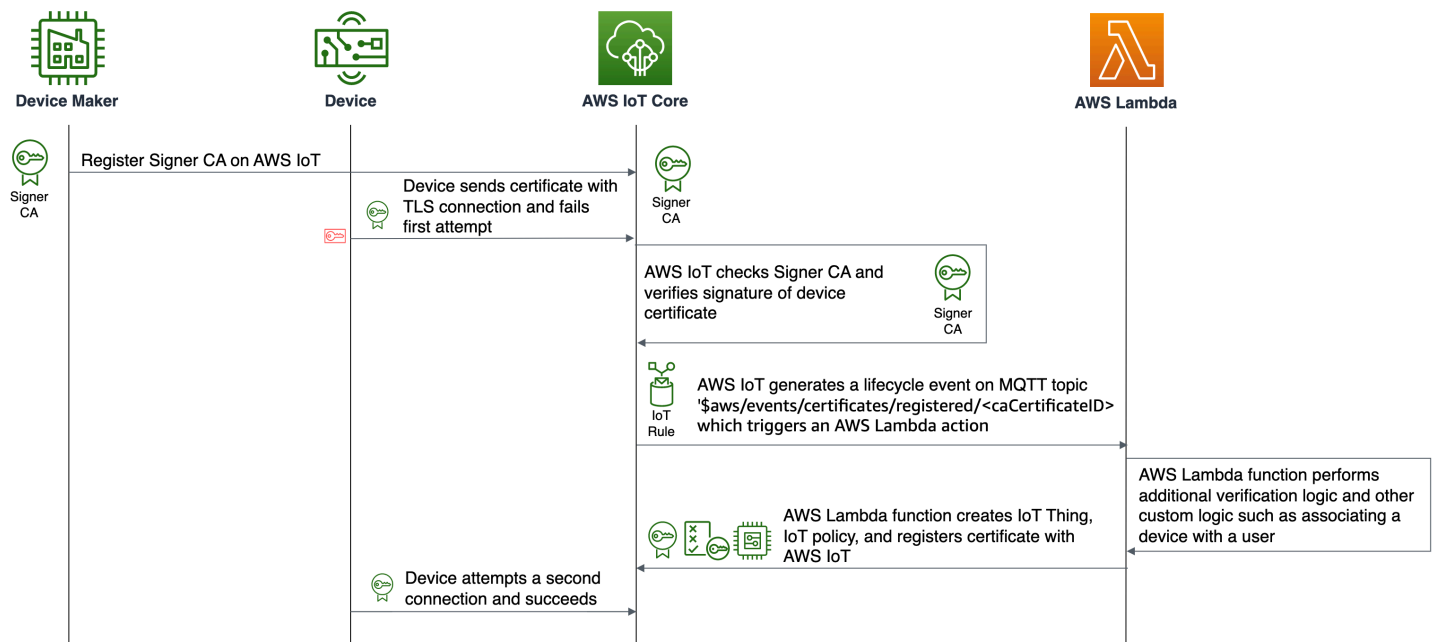 Device Maker
Device
AWS IoT Core
AWS Lambda
Signer
CA
Register Signer CA on AWS IoT
Signer
CA
Device sends certificate with
TLS connection and fails
first attempt
AWS IoT checks Signer CA and
verifies signature of device
certificate
Signer
CA
IoT
Rule
AWS IoT generates a lifecycle event on MQTT topic
'$aws/events/certificates/registered/<caCertificateID>
which triggers an AWS Lambda action
AWS Lambda function performs
additional verification logic and other
custom logic such as associating a
device with a user
AWS Lambda function creates IoT Thing,
IoT policy, and registers certificate with
AWS IoT
Device attempts a second
connection and succeeds